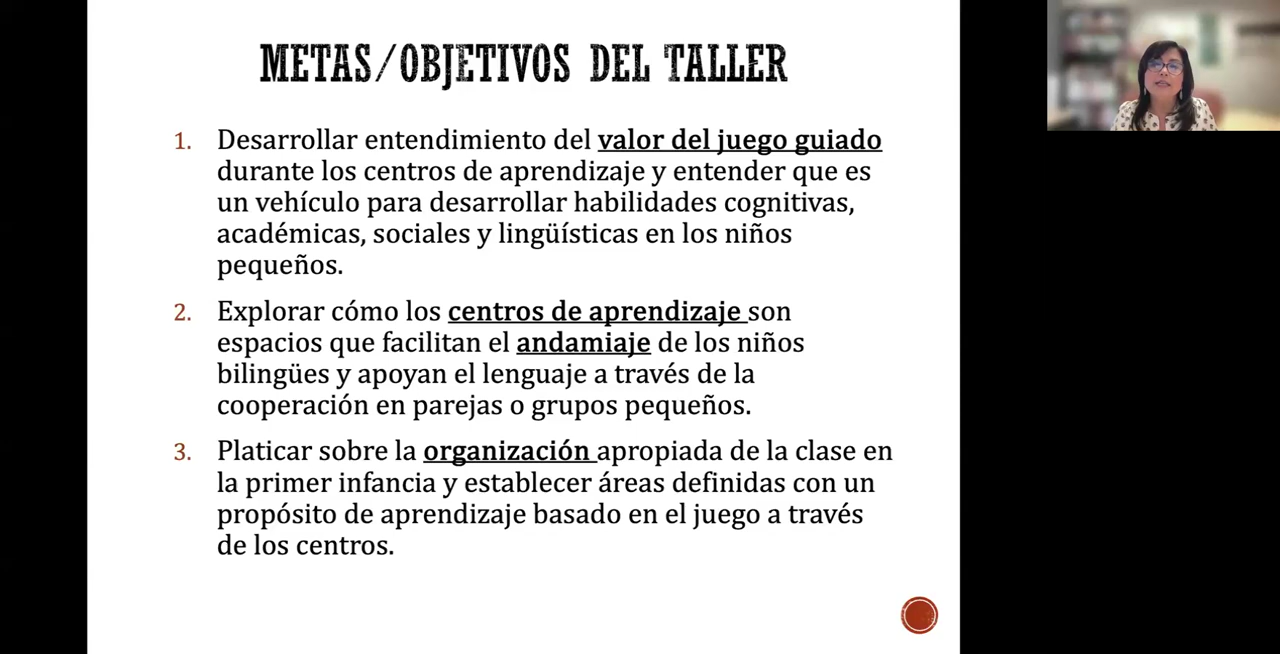 METAS/OBJETIVOS DEL TALLER
1. Desarrollar entendimiento del valor del juego guiado
durante los centros de aprendizaje y entender que es
un vehículo para desarrollar habilidades cognitivas,
académicas, sociales y lingüísticas en los niños
pequeños.
2. Explorar cómo los centros de aprendizaje son
espacios que facilitan el andamiaje de los niños
bilingües y apoyan el lenguaje a través de la
cooperación en parejas o grupos pequeños.
3. Platicar sobre la organización apropiada de la clase en
la primer infancia y establecer áreas definidas con un
propósito de aprendizaje basado en el juego a través
de los centros.